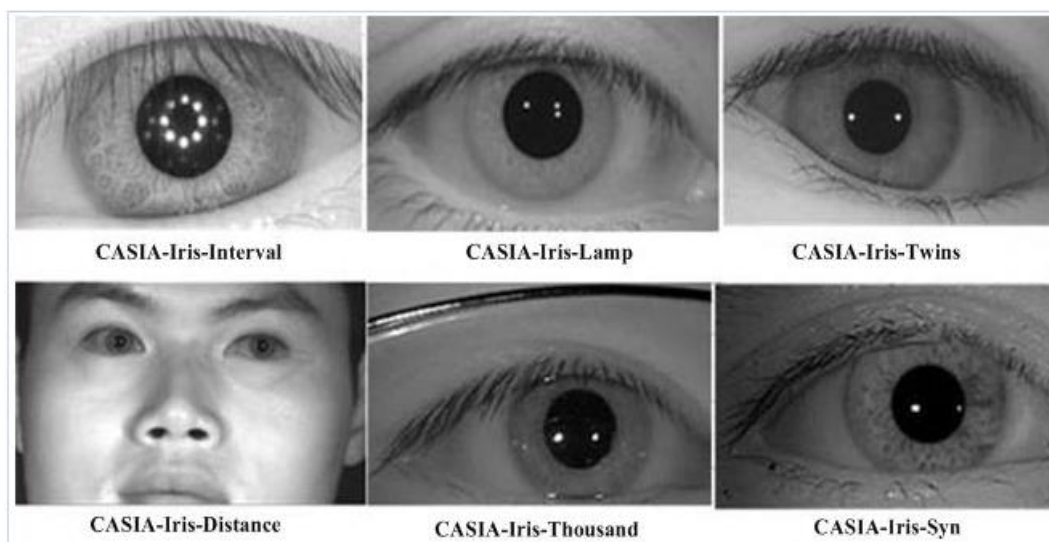 CASIA-Iris-Interval
CASIA-Iris-Lamp
CASIA-Iris-Twins
CASIA-Iris-Distance
CASIA-Iris-Thousand
CASIA-Iris-Syn